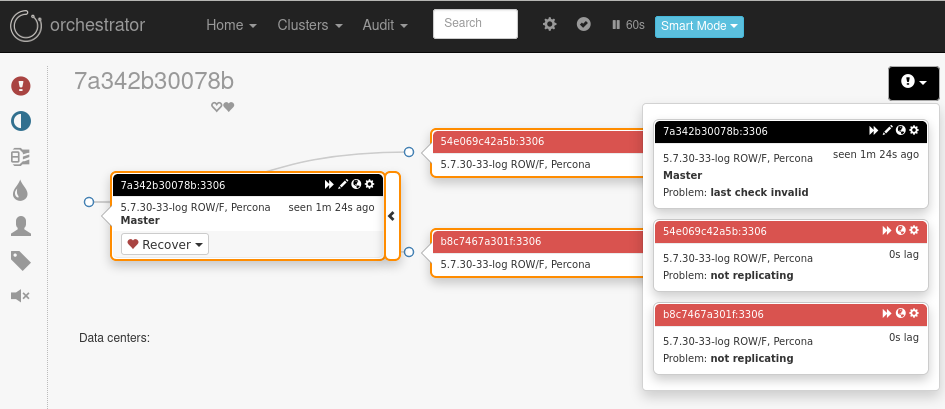 orchestrator
Home
Clusters
Audit
Search
60s
Smart Mode
7a342b30078b
7a342b30078b:3306
5.7.30-33-log ROW/F, Percona
seen 1m 24s ago
Master
Recover
54e069c42a5b:3306
5.7.30-33-log ROW/F, Percona
b8c7467a301f:3306
5.7.30-33-log ROW/F, Percona
7a342b30078b:3306
5.7.30-33-log ROW/F, Percona
seen 1m 24s ago
Master
Problem: last check invalid
54e069c42a5b:3306
5.7.30-33-log ROW/F, Percona
0s lag
Problem: not replicating
b8c7467a301f:3306
5.7.30-33-log ROW/F, Percona
0s lag
Problem: not replicating
Data centers: